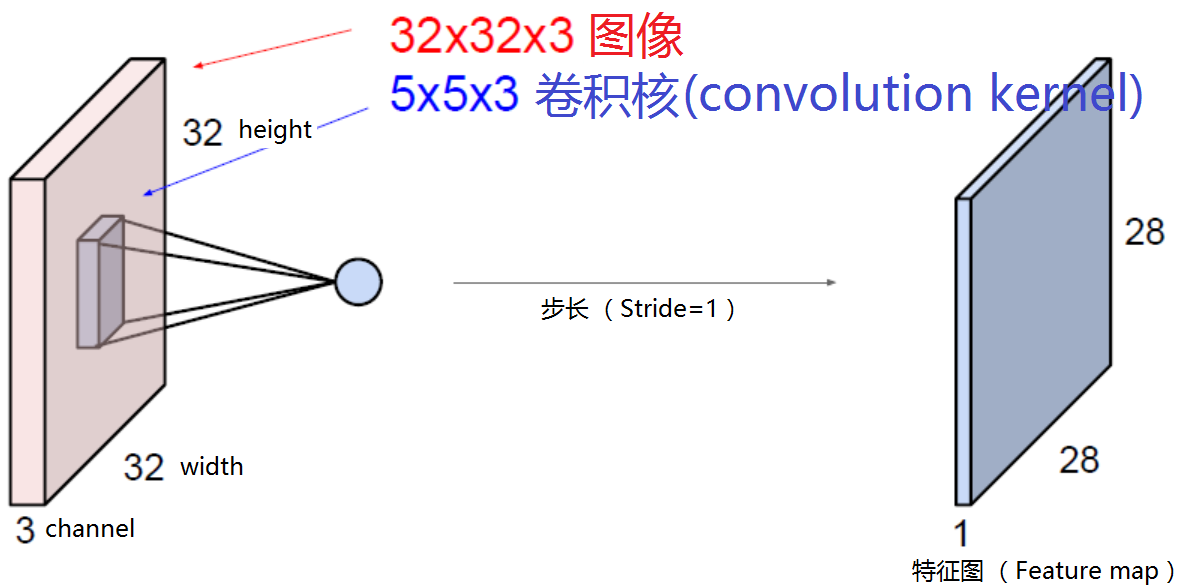 32x32x3 图像
5x5x3 卷积核(convolution kernel)
32 height
28
步长（Stride=1）
32 width
28
3 channel
1
特征图（Feature map）